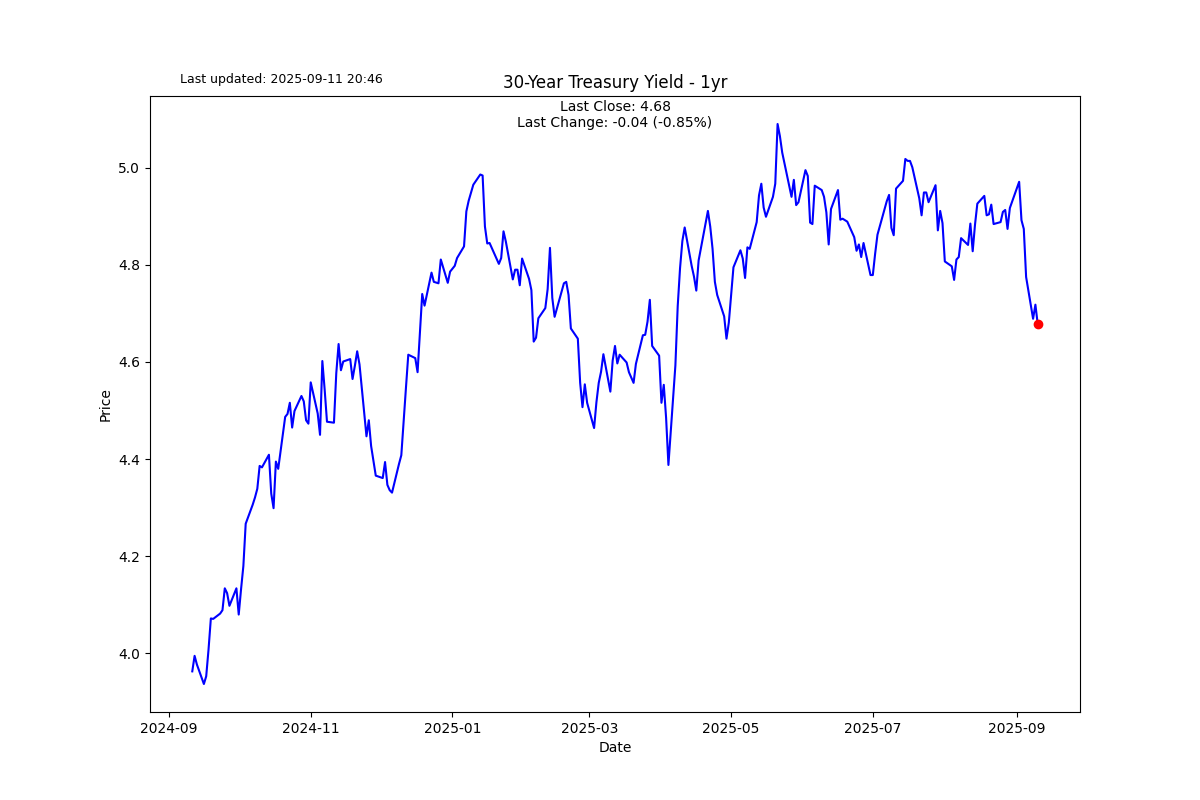 Last updated: 2025-09-11 20:46
30-Year Treasury Yield - 1yr
Last Close: 4.68
Last Change: -0.04 (-0.85%)
Price
5.0
4.8
4.6
4.4
4.2
4.0
2024-09
2024-11
2025-01
2025-03
2025-05
2025-07
2025-09
Date